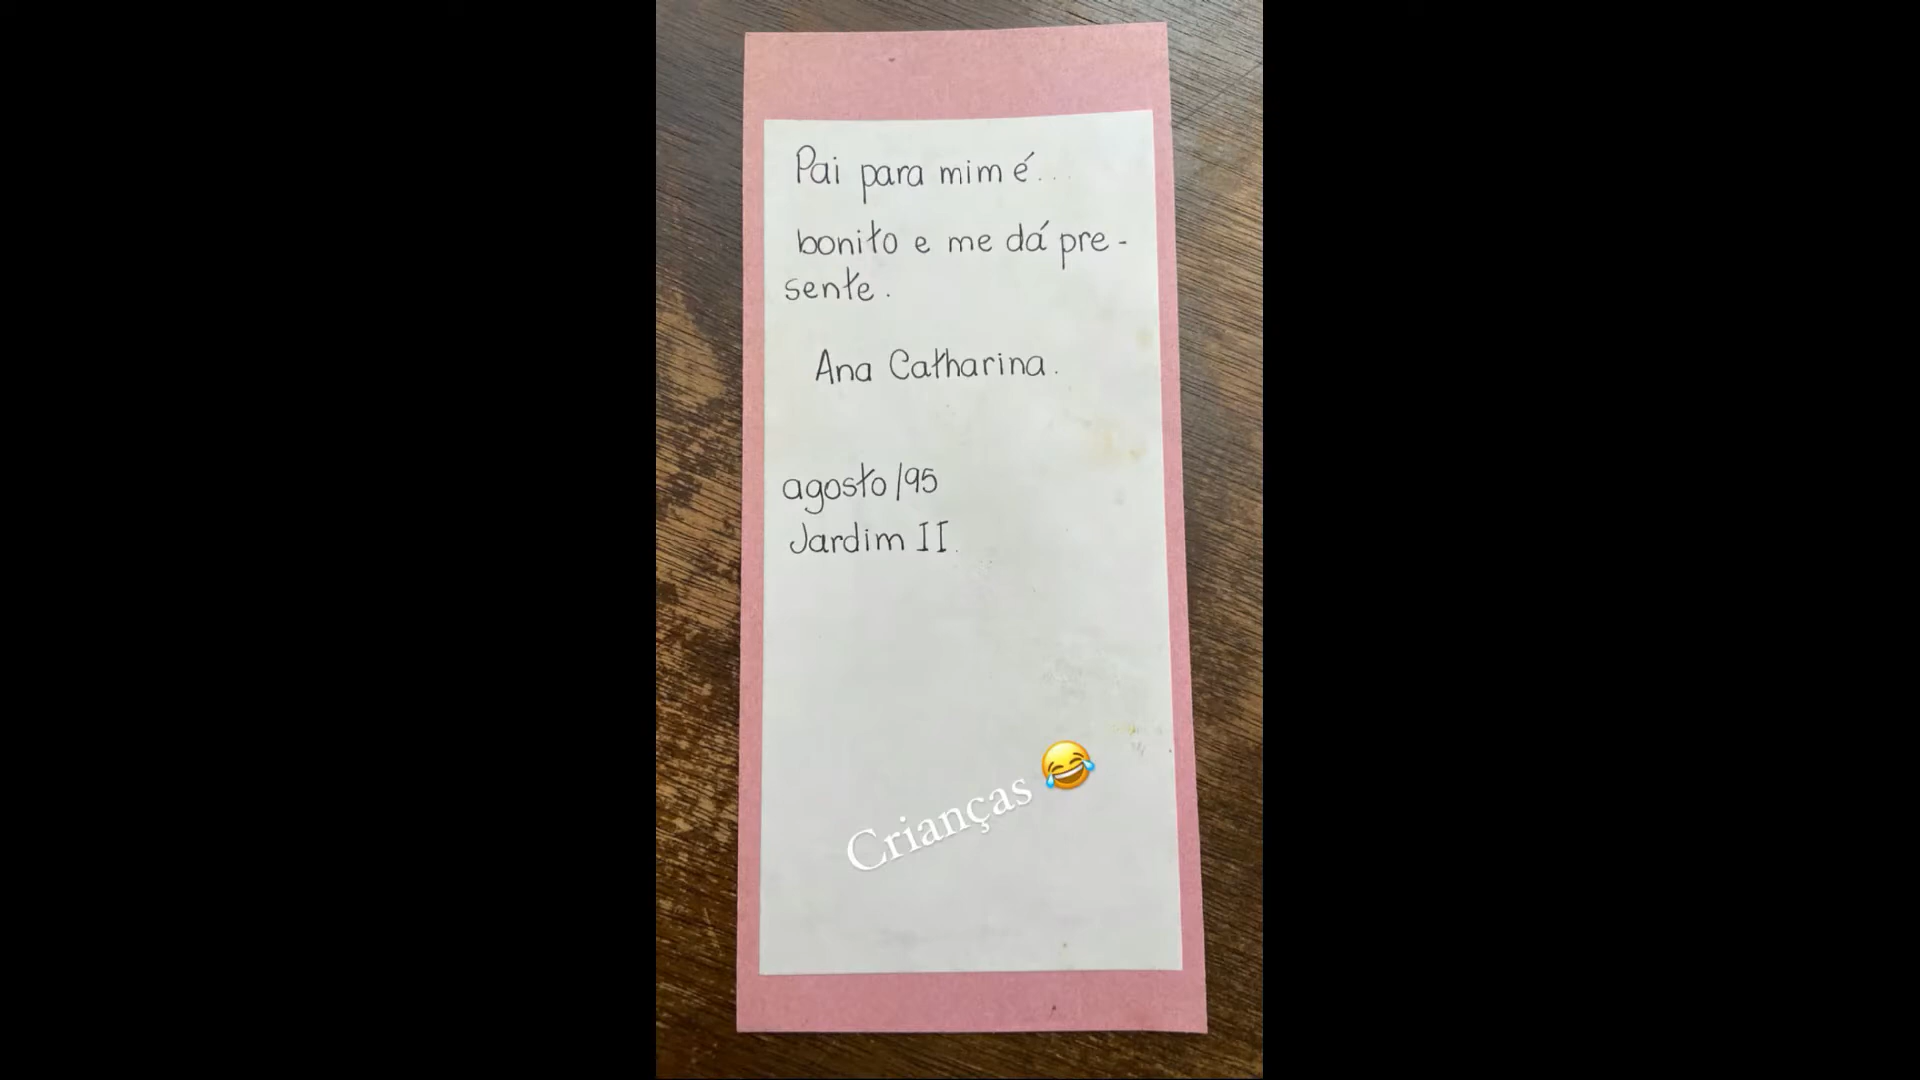 Pai para mim é...
bonito e me dá pre-
sente.
Ana Catharina.
agosto/95
Jardim II.
Crianças 😂